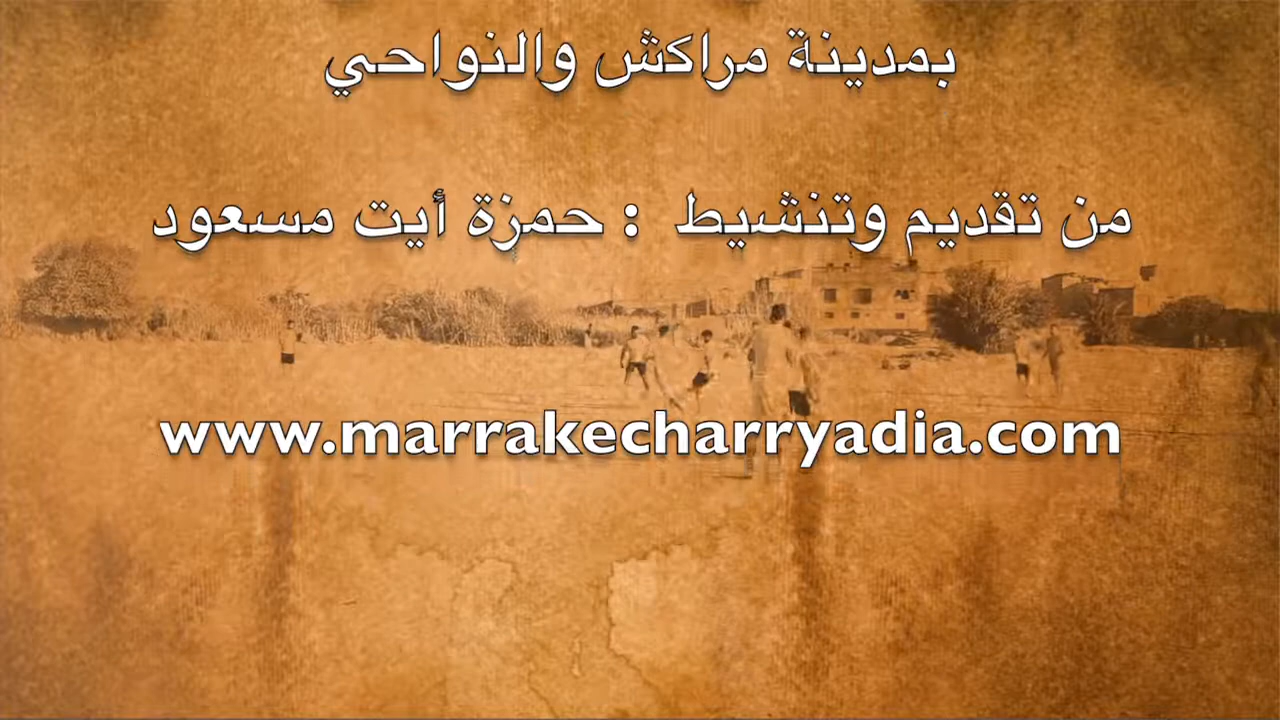 بمدينة مراكش والنواحي
من تقديم وتنشيط : حمزة أيت مسعود
www.marrakecharryadia.com